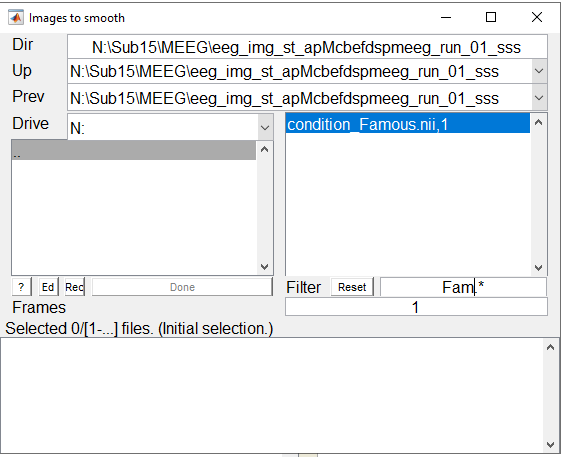 Images to smooth
Dir N:\Sub15\MEEG\eeg_img_st_apMcbefdspmeeg_run_01_sss
Up N:\Sub15\MEEG\eeg_img_st_apMcbefdspmeeg_run_01_sss
Prev N:\Sub15\MEEG\eeg_img_st_apMcbefdspmeeg_run_01_sss
Drive N:
condition_Famous.nii,1
..
? Ed Rec Done
Filter Reset Fam.*
Frames 1
Selected 0/[1-...] files. (Initial selection.)